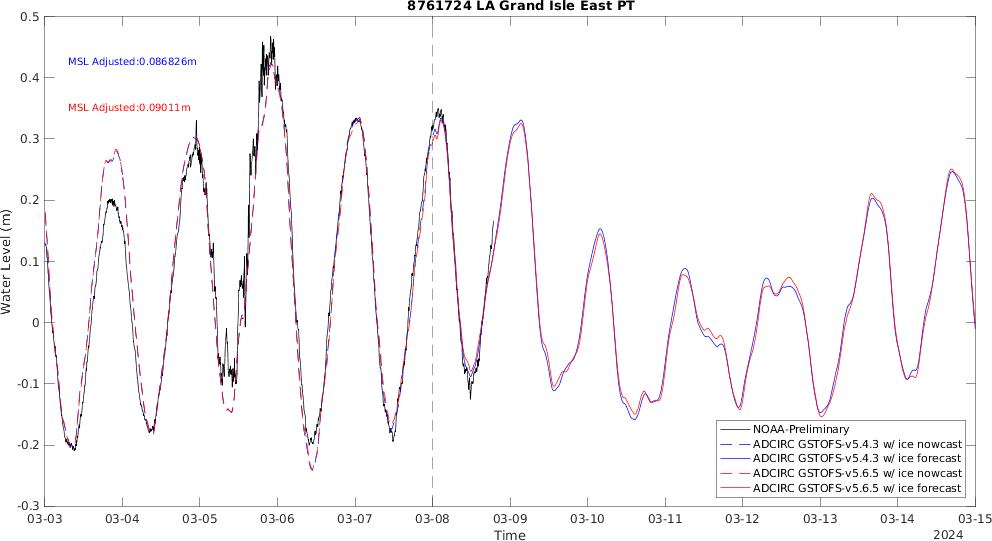 8761724 LA Grand Isle East PT
MSL Adjusted:0.086826m
MSL Adjusted:0.09011m
Water Level (m)
0.5
0.4
0.3
0.2
0.1
0
-0.1
-0.2
-0.3
NOAA-Preliminary
ADCIRC GSTOFS-v5.4.3 w/ ice nowcast
ADCIRC GSTOFS-v5.4.3 w/ ice forecast
ADCIRC GSTOFS-v5.6.5 w/ ice nowcast
ADCIRC GSTOFS-v5.6.5 w/ ice forecast
03-03 03-04 03-05 03-06 03-07 03-08 03-09 03-10 03-11 03-12 03-13 03-14 03-15
Time
2024